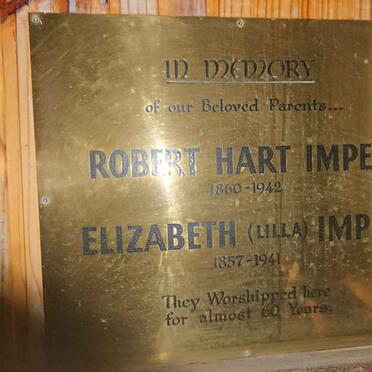 IN MEMORY
of our Beloved Parents...
ROBERT HART IMPE
1860-1942
ELIZABETH (LILLA) IMP
1857-1941
They Worshipped here
for almost 60 Years.